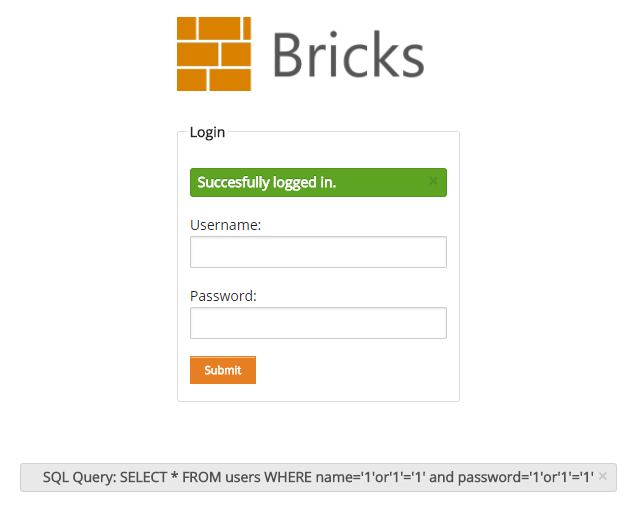 Bricks
Login
Succesfully logged in.
×
Username:
Password:
Submit
SQL Query: SELECT * FROM users WHERE name='1'or'1'='1' and password='1'or'1'='1' ×